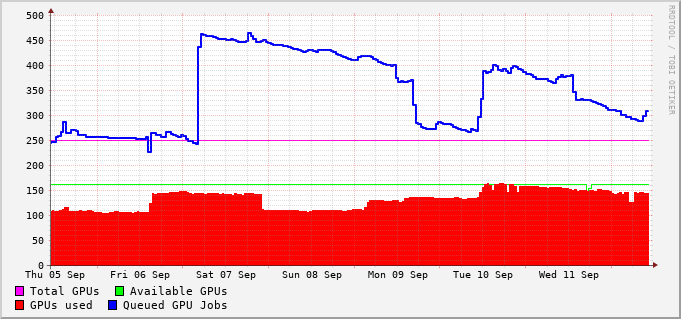 500
450
400
350
300
250
200
150
100
50
0
Thu 05 Sep Fri 06 Sep Sat 07 Sep Sun 08 Sep Mon 09 Sep Tue 10 Sep Wed 11 Sep
Total GPUs Available GPUs
GPUs used Queued GPU Jobs
RRDTOOL / TOBI OETIKER